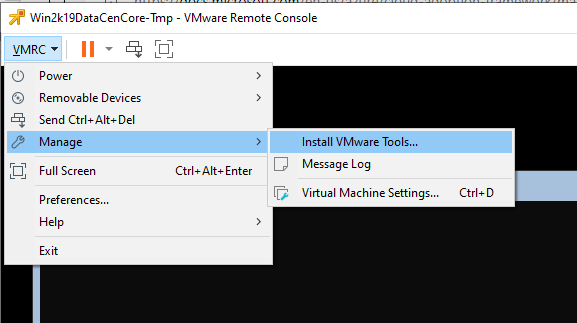 Win2k19DataCenCore-Tmp - VMware Remote Console
VMRC
Power
Removable Devices
Send Ctrl+Alt+Del
Manage
Install VMware Tools...
Message Log
Full Screen Ctrl+Alt+Enter
Virtual Machine Settings... Ctrl+D
Preferences...
Help
Exit